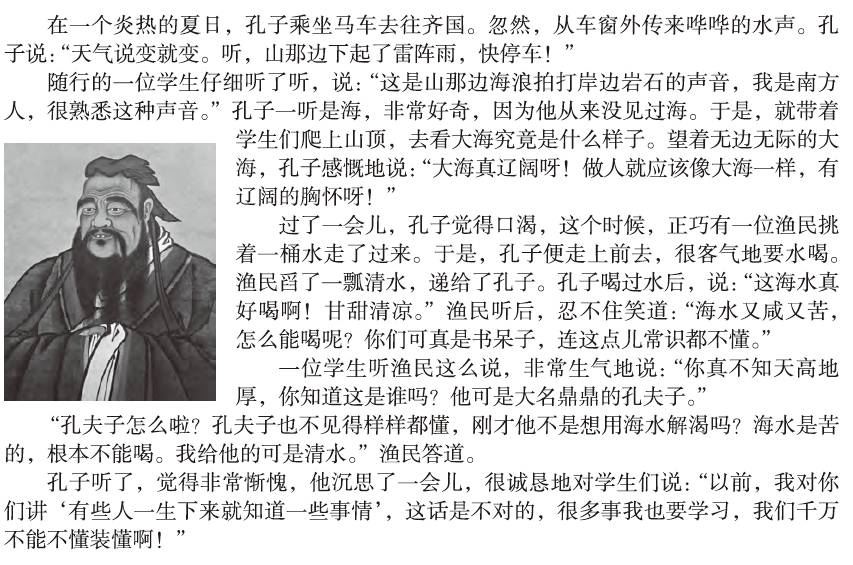 在一个炎热的夏日，孔子乘坐马车去往齐国。忽然，从车窗外传来哗哗的水声。孔
子说：“天气说变就变。听，山那边下起了雷阵雨，快停车！”
随行的一位学生仔细听了听，说：“这是山那边海浪拍打岸边岩石的声音，我是南方
人，很熟悉这种声音。”孔子一听是海，非常好奇，因为他从来没见过海。于是，就带着
学生们爬上山顶，去看大海究竟是什么样子。望着无边无际的大
海，孔子感慨地说：“大海真辽阔呀！做人就应该像大海一样，有
辽阔的胸怀呀！”
过了一会儿，孔子觉得口渴，这个时候，正巧有一位渔民挑
着一桶水走了过来。于是，孔子便走上前去，很客气地要水喝。
渔民舀了一瓢清水，递给了孔子。孔子喝过水后，说：“这海水真
好喝啊！甘甜清凉。”渔民听后，忍不住笑道：“海水又咸又苦，
怎么能喝呢？你们可真是书呆子，连这点儿常识都不懂。”
一位学生听渔民这么说，非常生气地说：“你真不知天高地
厚，你知道这是谁吗？他可是大名鼎鼎的孔夫子。”
“孔夫子怎么啦？孔夫子也不见得样样都懂，刚才他不是想用海水解渴吗？海水是苦
的，根本不能喝。我给他的可是清水。”渔民答道。
孔子听了，觉得非常惭愧，他沉思了一会儿，很诚恳地对学生们说：“以前，我对你
们讲‘有些人一生下来就知道一些事情’，这话是不对的，很多事我也要学习，我们千万
不能不懂装懂啊！”